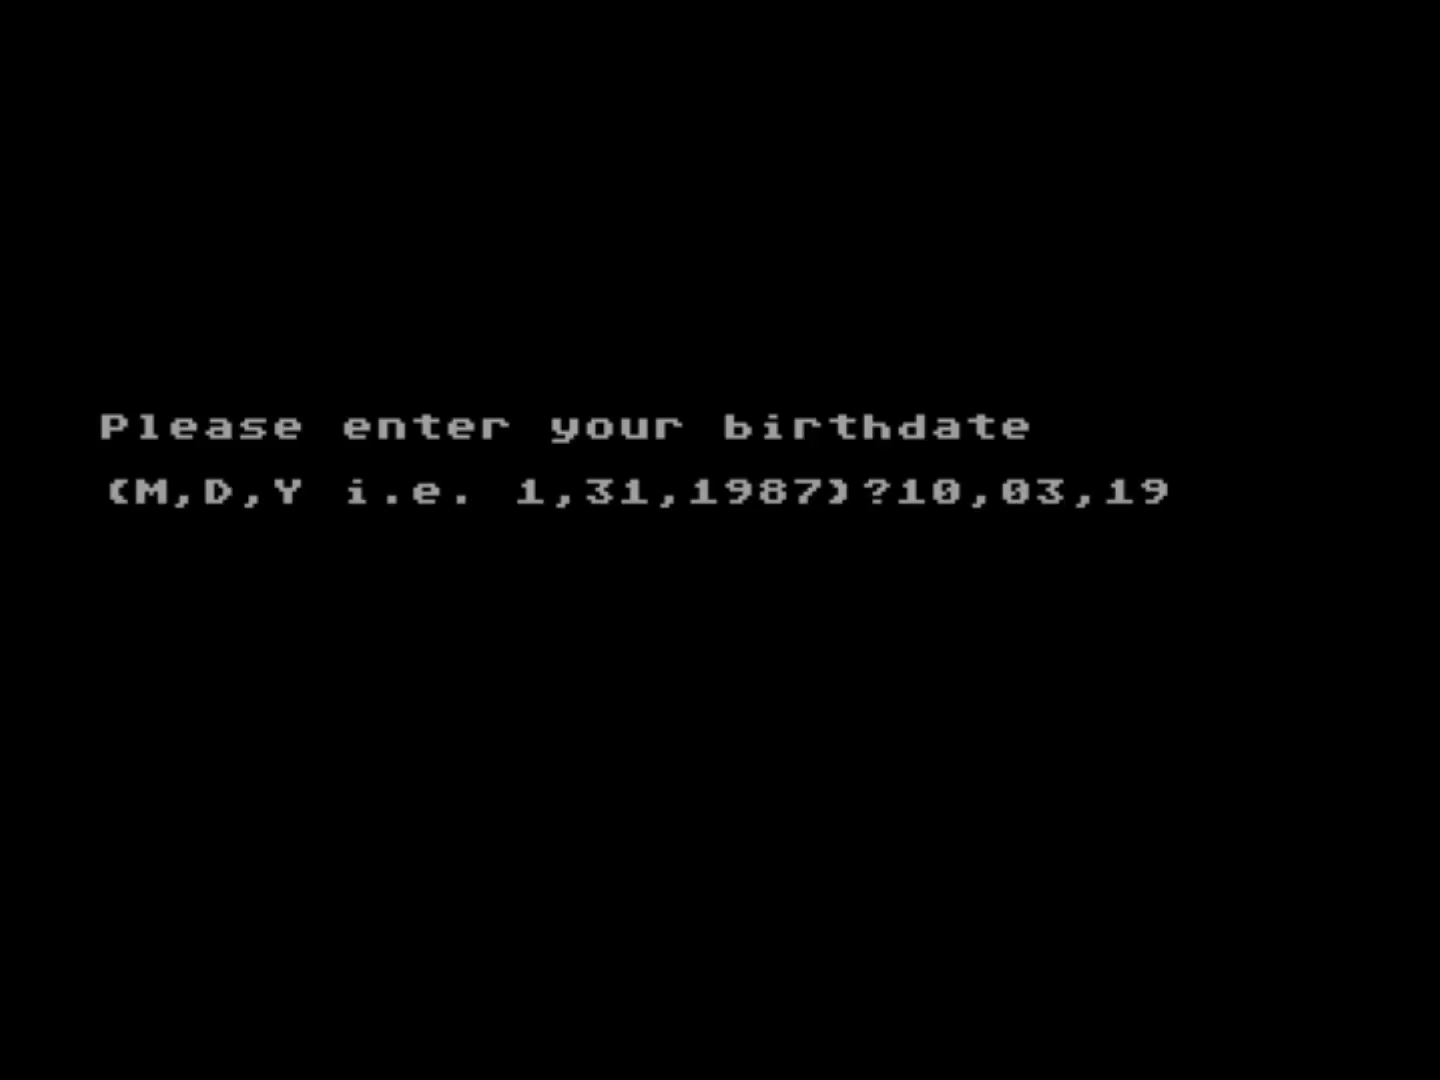 Please enter your birthdate
(M,D,Y i.e. 1,31,1987)?10,03,19